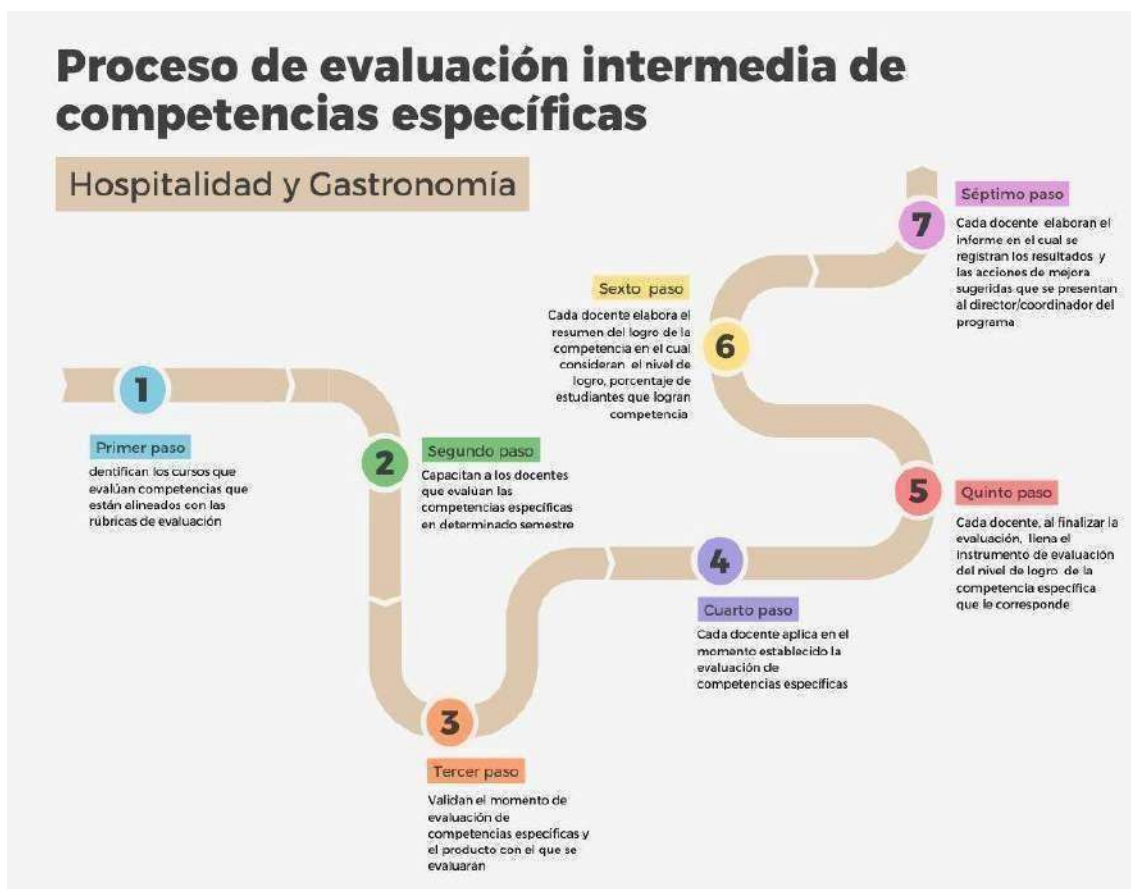 Proceso de evaluación intermedia de
competencias específicas
Hospitalidad y Gastronomía
1
Primer paso
dentifican los cursos que
evalúan competencias que
están alineados con las
rúbricas de evaluación
2
Segundo paso
Capacitan a los docentes
que evalúan las
competencias específicas
en determinado semestre
3
Tercer paso
Validan el momento de
evaluación de
competencias específicas y
el producto con el que se
evaluarán
4
Cuarto paso
Cada docente aplica en el
momento establecido la
evaluación de
competencias específicas
5
Quinto paso
Cada docente, al finalizar la
evaluación, llena el
instrumento de evaluación
del nivel de logro de la
competencia específica
que le corresponde
6
Sexto paso
Cada docente elabora el
resumen del logro de la
competencia en el cual
consideran el nivel de
logro, porcentaje de
estudiantes que logran
competencia
7
Séptimo paso
Cada docente elaboran el
informe en el cual se
registran los resultados y
las acciones de mejora
sugeridas que se presentan
al director/coordinador del
programa